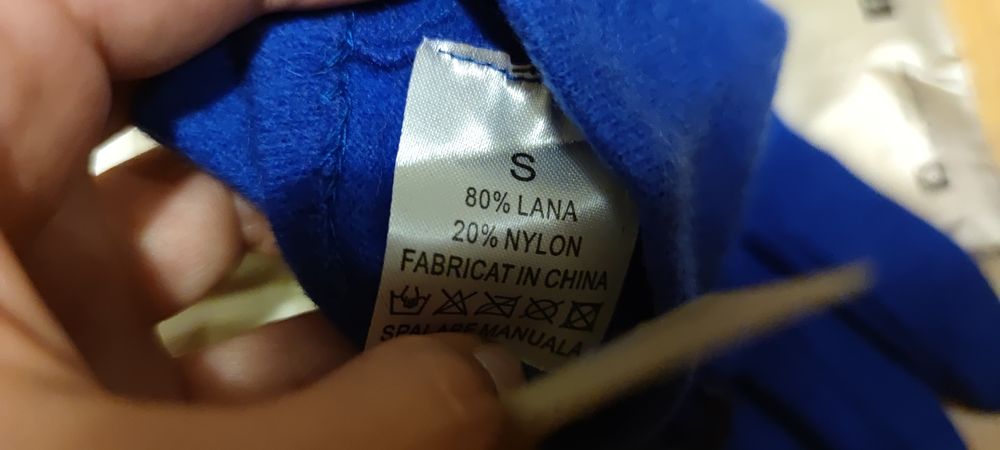 S
80% LANA
20% NYLON
FABRICAT IN CHINA
SPALARE MANUALA